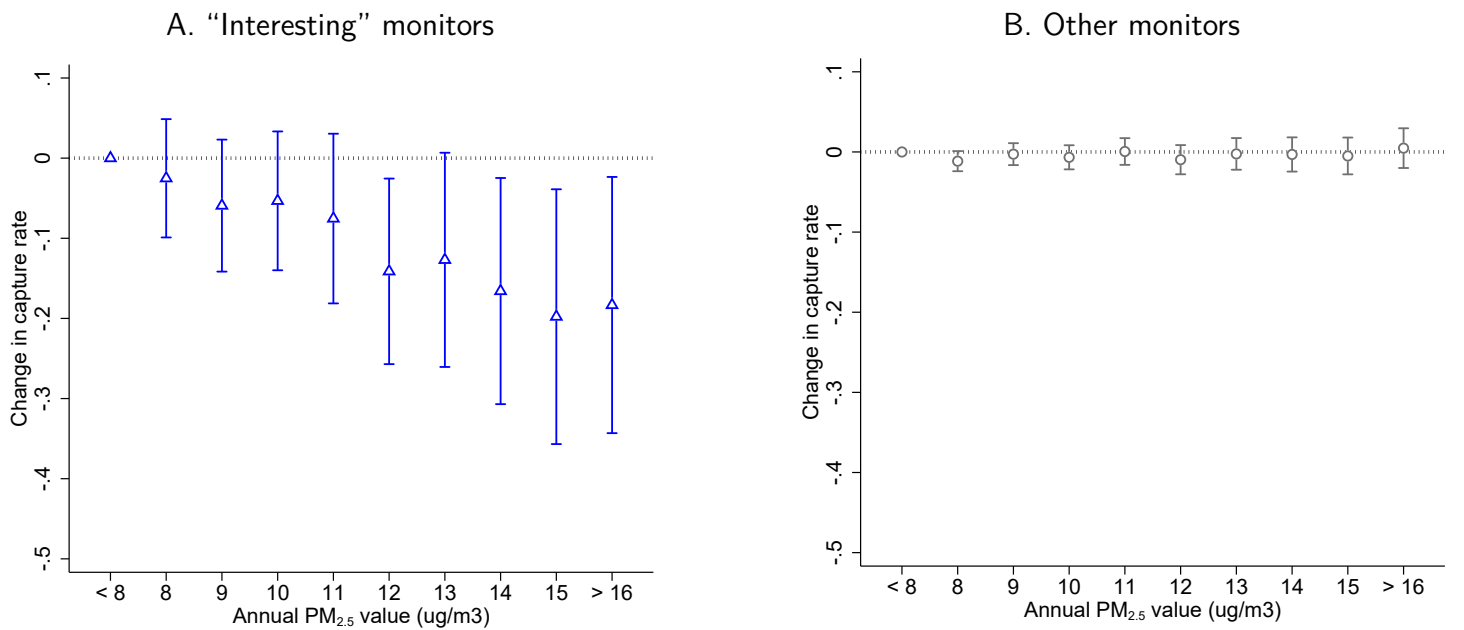 A. “Interesting” monitors
Change in capture rate
.1
0
-.1
-.2
-.3
-.4
-.5
< 8 8 9 10 11 12 13 14 15 > 16
Annual PM2.5 value (ug/m3)
B. Other monitors
Change in capture rate
.1
0
-.1
-.2
-.3
-.4
-.5
< 8 8 9 10 11 12 13 14 15 > 16
Annual PM2.5 value (ug/m3)